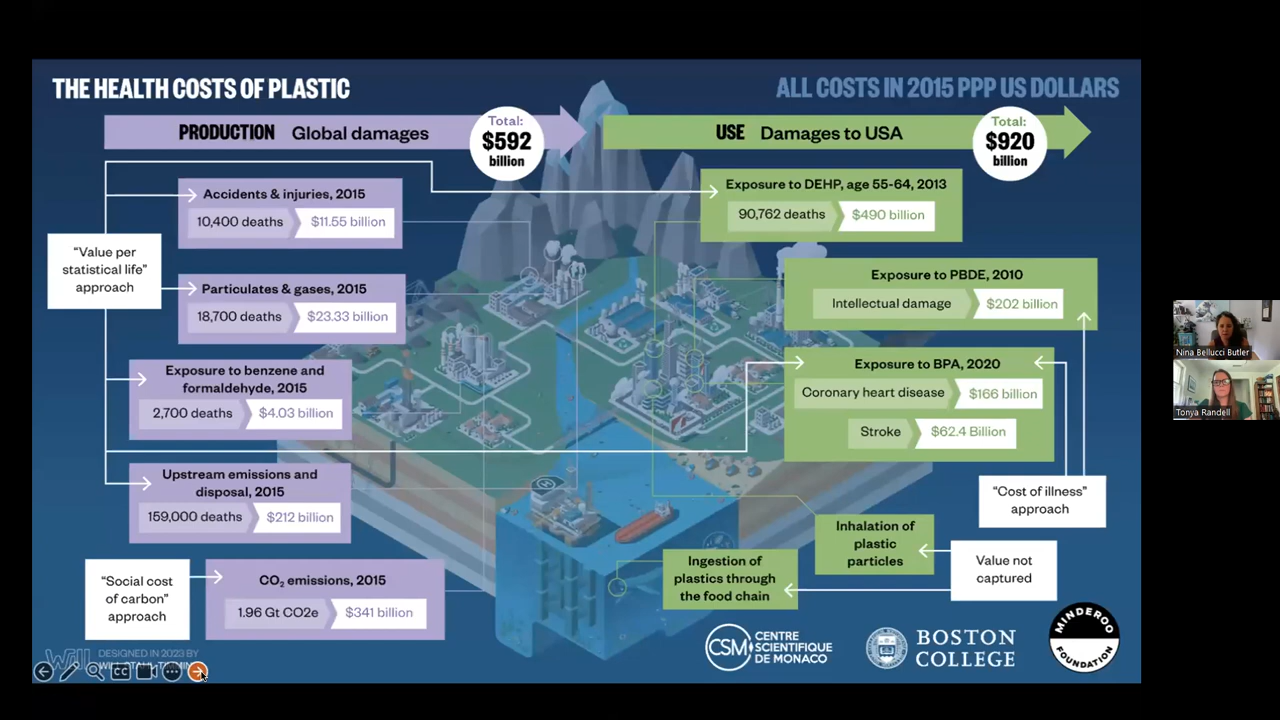 THE HEALTH COSTS OF PLASTIC
ALL COSTS IN 2015 PPP US DOLLARS
PRODUCTION Global damages
Total:
$592
billion
USE Damages to USA
Total:
$920
billion
Accidents & injuries, 2015
10,400 deaths
$11.55 billion
"Value per
statistical life"
approach
Particulates & gases, 2015
18,700 deaths
$23.33 billion
Exposure to benzene and
formaldehyde, 2015
2,700 deaths
$4.03 billion
Upstream emissions and
disposal, 2015
159,000 deaths
$212 billion
"Social cost
of carbon"
approach
CO₂ emissions, 2015
1.96 Gt CO2e
$341 billion
Exposure to DEHP, age 55-64, 2013
90,762 deaths
$490 billion
Exposure to PBDE, 2010
Intellectual damage
$202 billion
Exposure to BPA, 2020
Coronary heart disease
$166 billion
Stroke
$62.4 Billion
"Cost of illness"
approach
Inhalation of
plastic
particles
Ingestion of
plastics through
the food chain
Value not
captured
H
CSM
CENTRE
SCIENTIFIQUE
DE MONACO
BOSTON
COLLEGE
MINDEROO
FOUNDATION
will
DESIGNED IN 2023 BY
CC
Nina Bellucci Butler
Tonya Randell